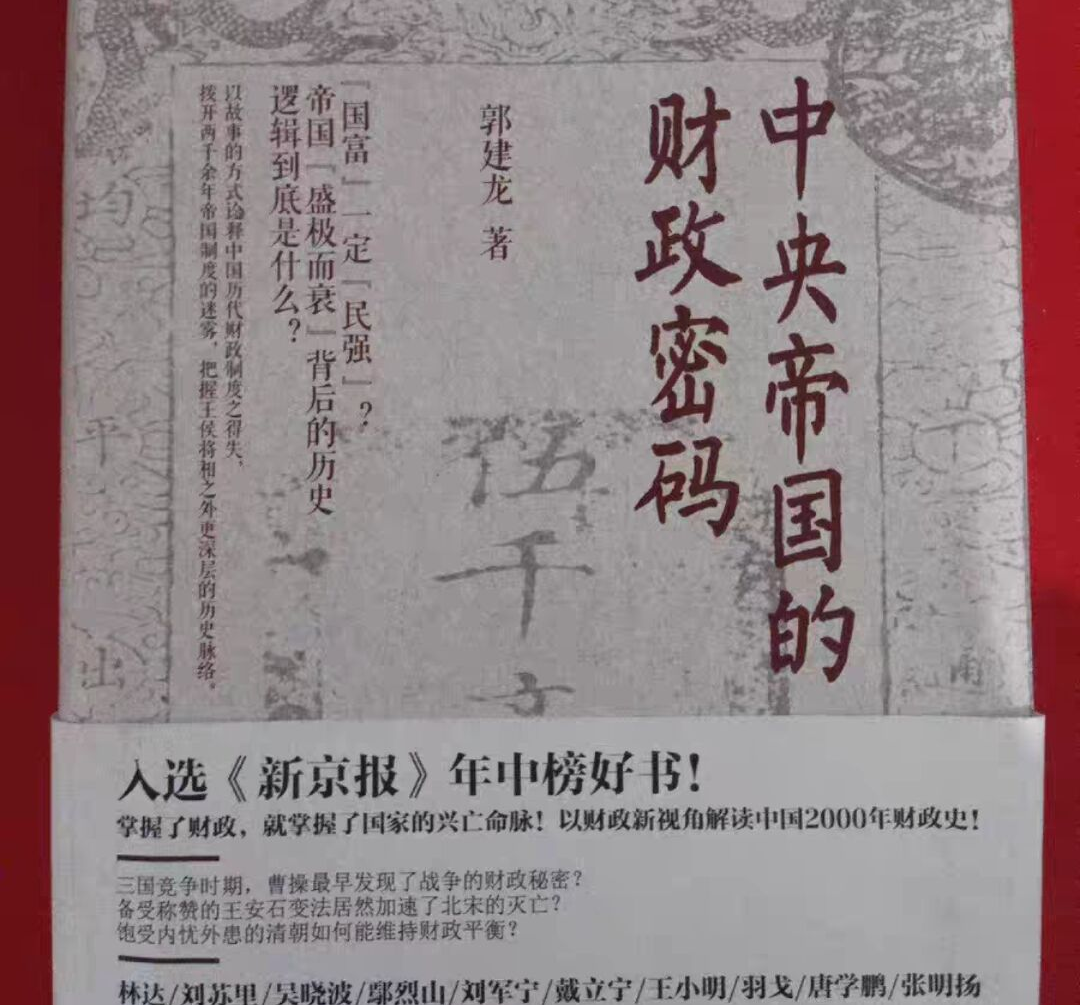 中央帝国的
财政密码
郭建龙 著
「国富」一定「民强」？
帝国「盛极而衰」背后的历史
逻辑到底是什么？
以故事的方式诠释中国历代财政制度之得失，
拨开两千余年帝国制度的迷雾，把握王侯将相之外更深层的历史脉络。
伍千
均平出
入选《新京报》年中榜好书！
掌握了财政，就掌握了国家的兴亡命脉！以财政新视角解读中国2000年财政史！
三国竞争时期，曹操最早发现了战争的财政秘密？
备受称赞的王安石变法居然加速了北宋的灭亡？
饱受内忧外患的清朝如何能维持财政平衡？
林达/刘苏里/吴晓波/鄢烈山/刘军宁/戴立宁/王小明/羽戈/唐学鹏/张明扬